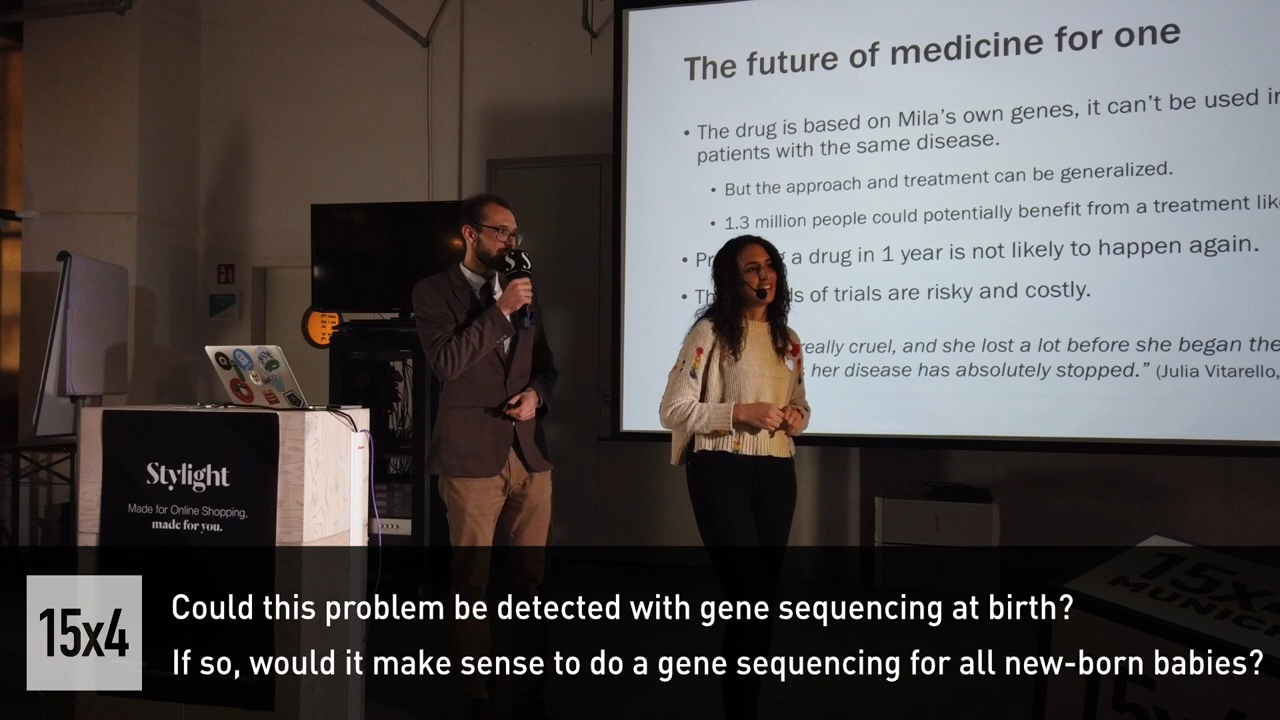 The future of medicine for one
• The drug is based on Mila's own genes, it can't be used in
patients with the same disease.
• But the approach and treatment can be generalized.
• 1.3 million people could potentially benefit from a treatment
• a drug in 1 year is not likely to happen again.
• of trials are risky and costly.
really cruel, and she lost a lot before she began the
her disease has absolutely stopped." (Julia Vitarello,
Stylight
Made for Online Shopping,
made for you.
15x4
MUNICH
15x4
Could this problem be detected with gene sequencing at birth?
If so, would it make sense to do a gene sequencing for all new-born babies?